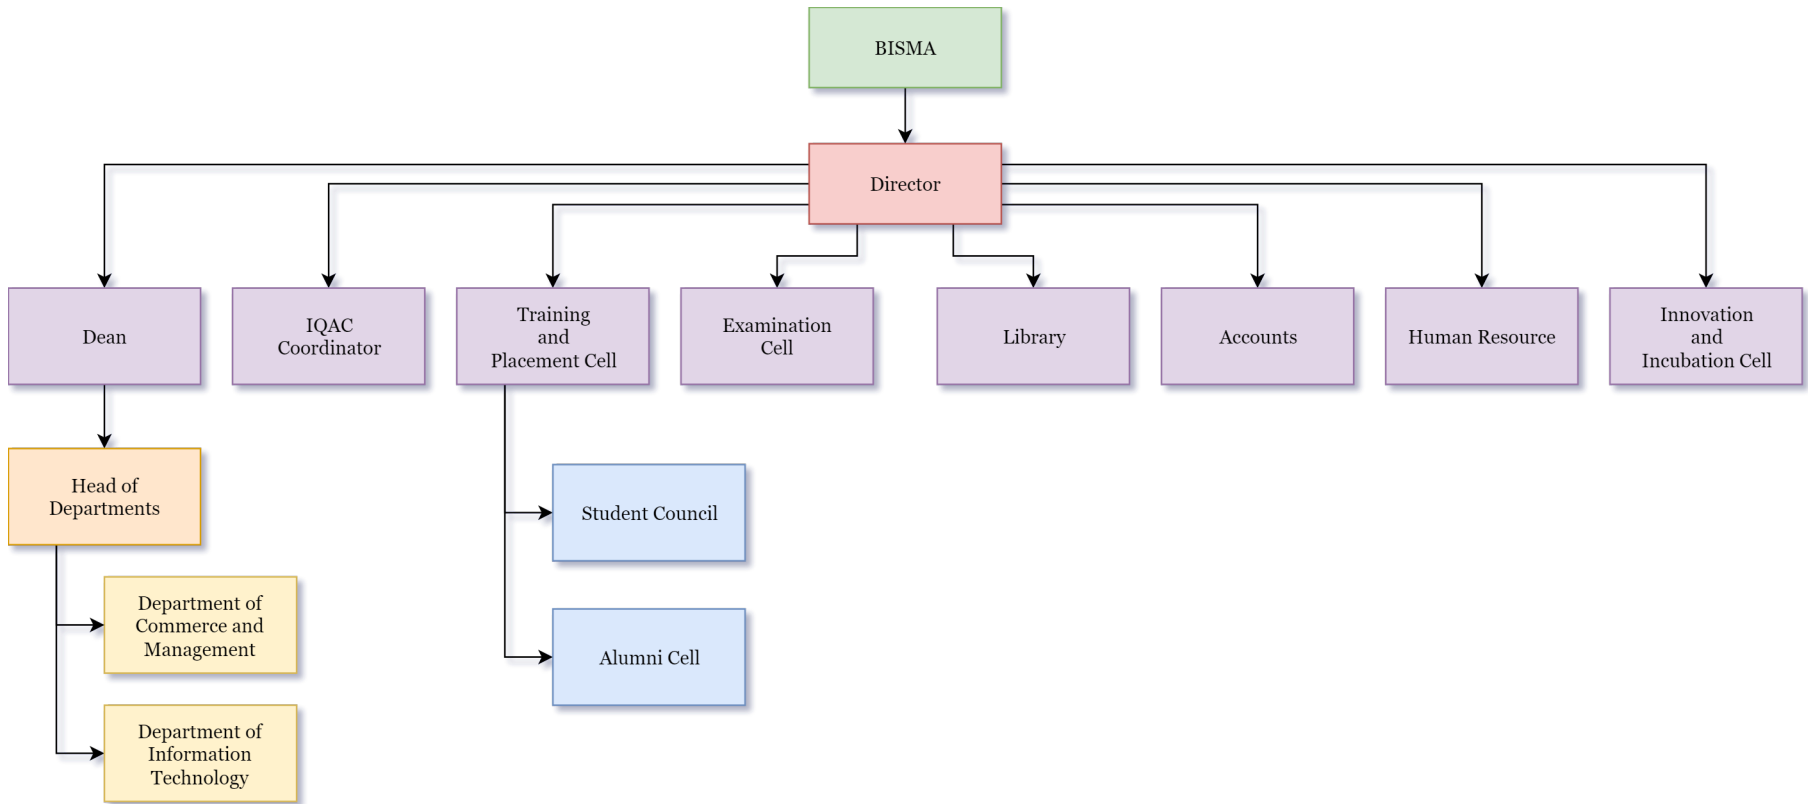 BISMA
Director
Dean
IQAC
Coordinator
Training
and
Placement Cell
Examination
Cell
Library
Accounts
Human Resource
Innovation
and
Incubation Cell
Head of
Departments
Student Council
Department of
Commerce and
Management
Alumni Cell
Department of
Information
Technology